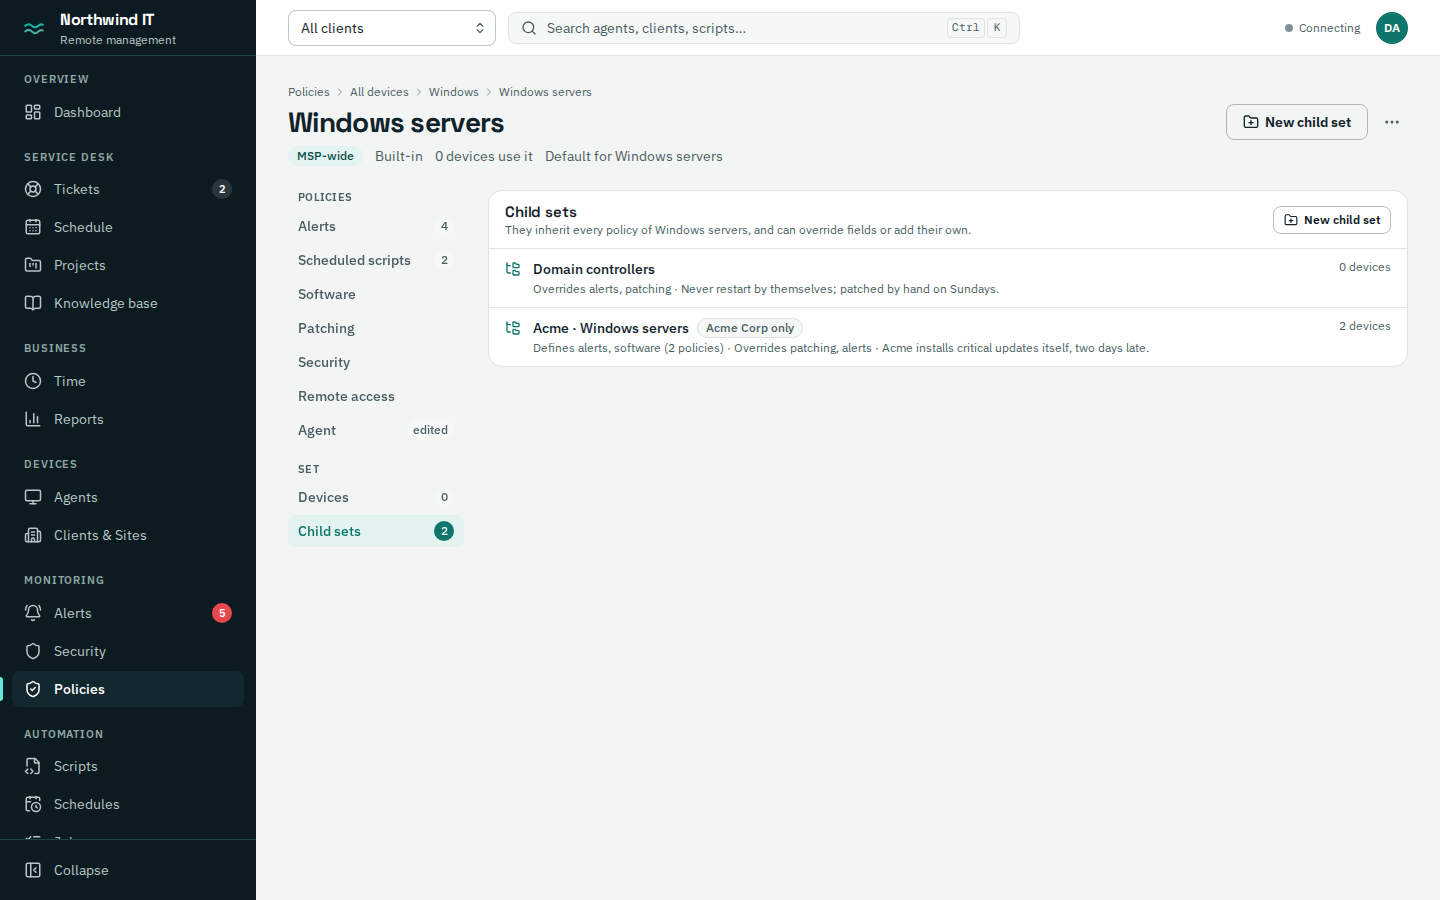 Northwind IT
Remote management
All clients
Search agents, clients, scripts...
Ctrl K
Connecting
DA
OVERVIEW
Dashboard
SERVICE DESK
Tickets 2
Schedule
Projects
Knowledge base
BUSINESS
Time
Reports
DEVICES
Agents
Clients & Sites
MONITORING
Alerts 5
Security
Policies
AUTOMATION
Scripts
Schedules
Collapse
Policies > All devices > Windows > Windows servers
Windows servers
New child set
MSP-wide Built-in 0 devices use it Default for Windows servers
POLICIES
Alerts 4
Scheduled scripts 2
Software
Patching
Security
Remote access
Agent edited
SET
Devices 0
Child sets 2
Child sets
They inherit every policy of Windows servers, and can override fields or add their own.
New child set
Domain controllers
0 devices
Overrides alerts, patching · Never restart by themselves; patched by hand on Sundays.
Acme · Windows servers Acme Corp only
2 devices
Defines alerts, software (2 policies) · Overrides patching, alerts · Acme installs critical updates itself, two days late.